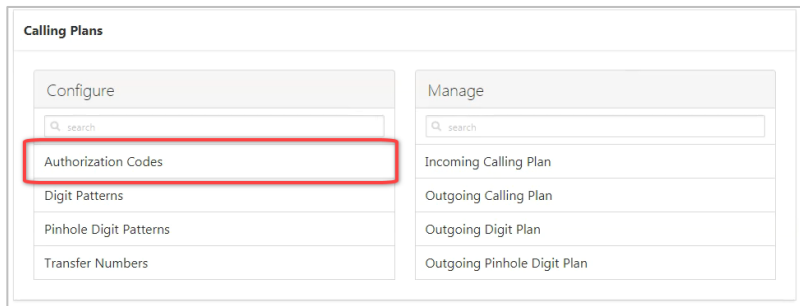 Calling Plans
Configure
search
Authorization Codes
Digit Patterns
Pinhole Digit Patterns
Transfer Numbers
Manage
search
Incoming Calling Plan
Outgoing Calling Plan
Outgoing Digit Plan
Outgoing Pinhole Digit Plan